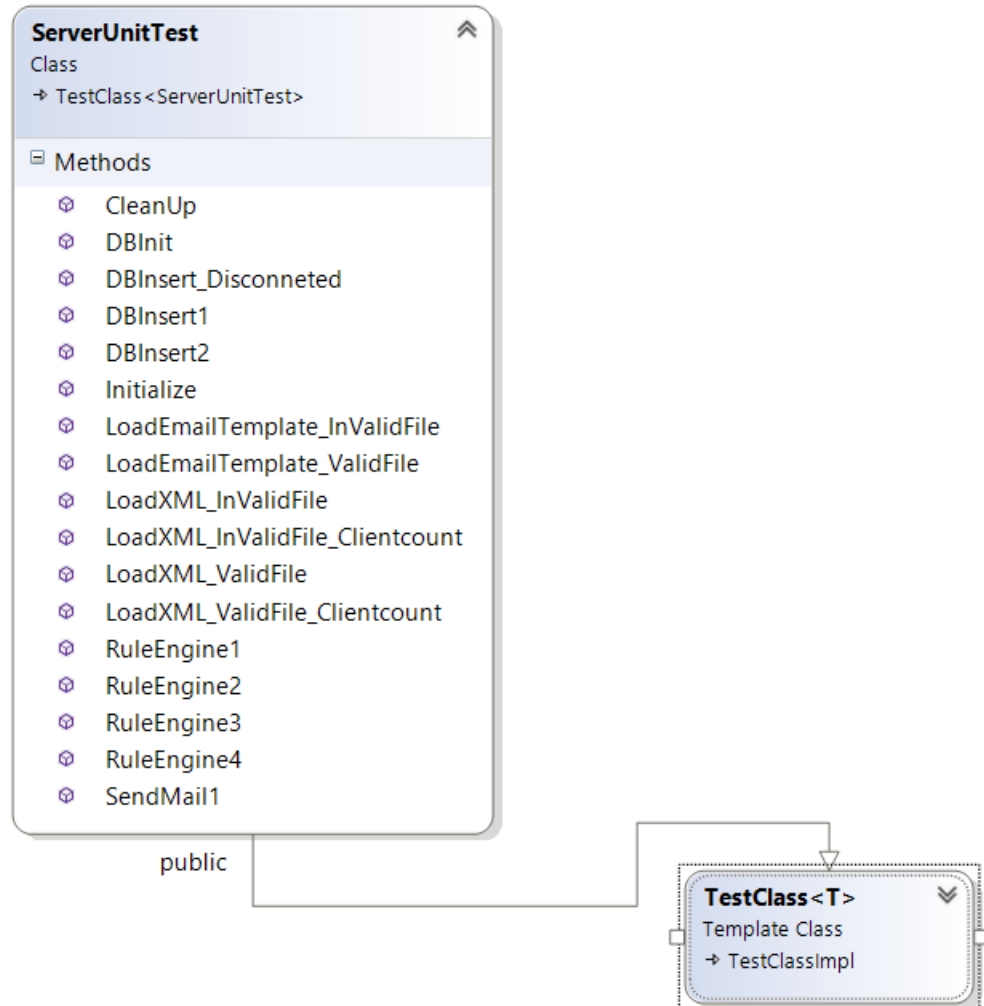 ServerUnitTest
Class
TestClass<ServerUnitTest>
Methods
CleanUp
DBInit
DBInsert_Disconneted
DBInsert1
DBInsert2
Initialize
LoadEmailTemplate_InValidFile
LoadEmailTemplate_ValidFile
LoadXML_InValidFile
LoadXML_InValidFile_Clientcount
LoadXML_ValidFile
LoadXML_ValidFile_Clientcount
RuleEngine1
RuleEngine2
RuleEngine3
RuleEngine4
SendMail1
public
TestClass<T>
Template Class
TestClassImpl